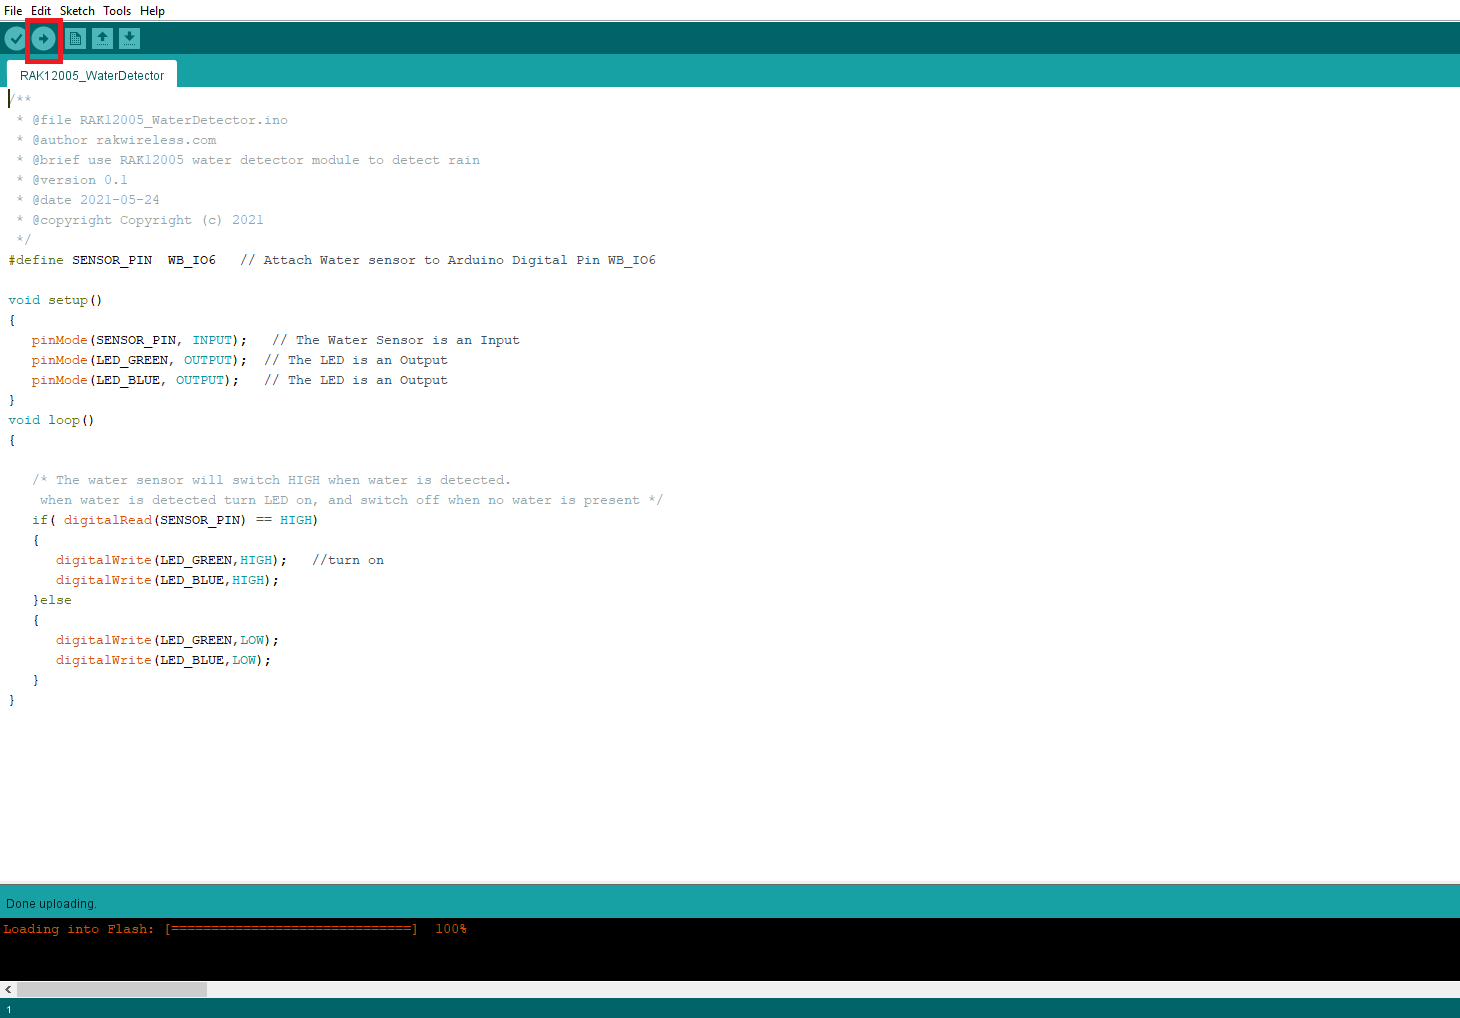 File Edit Sketch Tools Help
RAK12005_WaterDetector
/**
 * @file RAK12005_WaterDetector.ino
 * @author rakwireless.com
 * @brief use RAK12005 water detector module to detect rain
 * @version 0.1
 * @date 2021-05-24
 * @copyright Copyright (c) 2021
 */
#define SENSOR_PIN  WB_IO6   // Attach Water sensor to Arduino Digital Pin WB_IO6
void setup()
{
   pinMode(SENSOR_PIN, INPUT);   // The Water Sensor is an Input
   pinMode(LED_GREEN, OUTPUT);  // The LED is an Output
   pinMode(LED_BLUE, OUTPUT);   // The LED is an Output
}
void loop()
{
   /* The water sensor will switch HIGH when water is detected.
    when water is detected turn LED on, and switch off when no water is present */
   if( digitalRead(SENSOR_PIN) == HIGH)
   {
      digitalWrite(LED_GREEN,HIGH);   //turn on
      digitalWrite(LED_BLUE,HIGH);
   }else
   {
      digitalWrite(LED_GREEN,LOW);
      digitalWrite(LED_BLUE,LOW);
   }
}
Done uploading.
Loading into Flash: [==============================]  100%
1